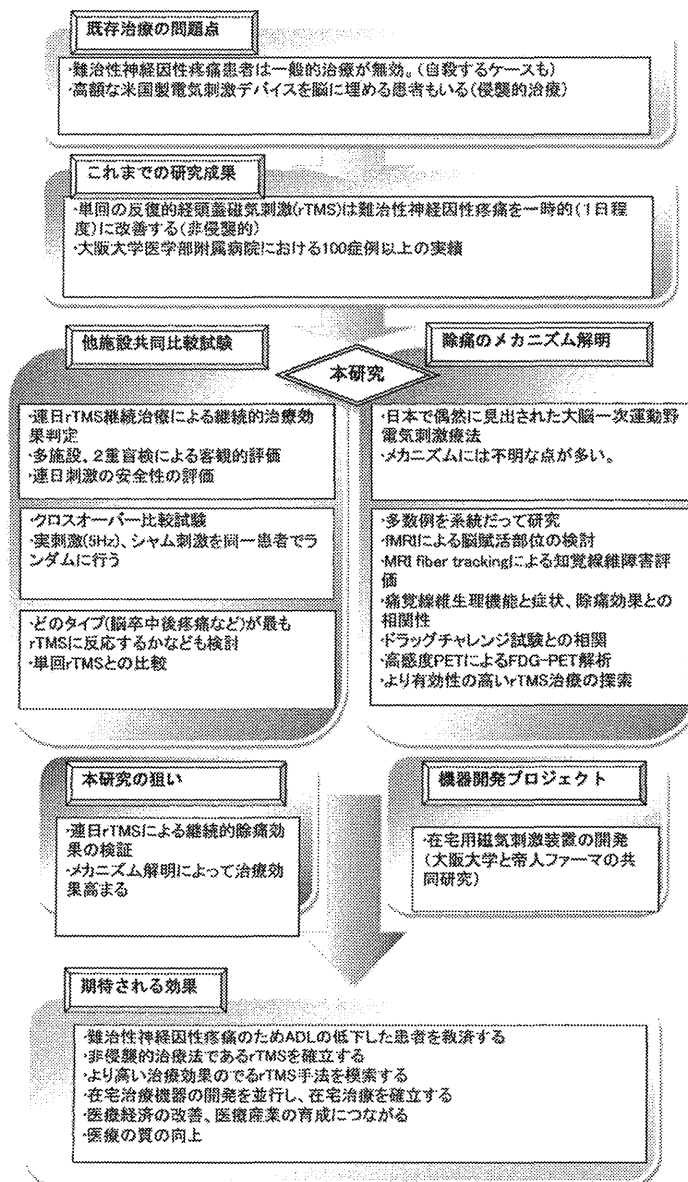 既存治療の問題点
・難治性神経因性疼痛患者は一般的治療が無効。(自殺するケースも)
・高額な米国製電気刺激デバイスを脳に埋める患者もいる(侵襲的治療)
これまでの研究成果
・単回の反復的経頭蓋磁気刺激(rTMS)は難治性神経因性疼痛を一時的(1日程
度)に改善する(非侵襲的)
・大阪大学医学部附属病院における100症例以上の実績
他施設共同比較試験
本研究
除痛のメカニズム解明
・連日rTMS継続治療による継続的治療効
果判定
・多施設、2重盲検による客観的評価
・連日刺激の安全性の評価
・クロスオーバー比較試験
・実刺激(5Hz)、シャム刺激を同一患者でラ
ンダムに行う
・どのタイプ(脳卒中後疼痛など)が最も
rTMSに反応するかなども検討
・単回rTMSとの比較
・日本で偶然に見出された大脳一次運動野
電気刺激療法
・メカニズムには不明な点が多い。
・多数例を系統だって研究
・fMRIによる脳賦活部位の検討
・MRI fiber trackingによる知覚線維障害評
価
・痛覚線維生理機能と症状、除痛効果との
相関性
・ドラッグチャレンジ試験との相関
・高感度PETによるFDG-PET解析
・より有効性の高いrTMS治療の探索
本研究の狙い
・連日rTMSによる継続的除痛効
果の検証
・メカニズム解明によって治療効
果高まる
機器開発プロジェクト
・在宅用磁気刺激装置の開発
(大阪大学と帝人ファーマの共
同研究)
期待される効果
・難治性神経因性疼痛のためADLの低下した患者を救済する
・非侵襲的治療法であるrTMSを確立する
・より高い治療効果のでるrTMS手法を模索する
・在宅治療機器の開発を並行し、在宅治療を確立する
・医療経済の改善、医療産業の育成につながる
・医療の質の向上